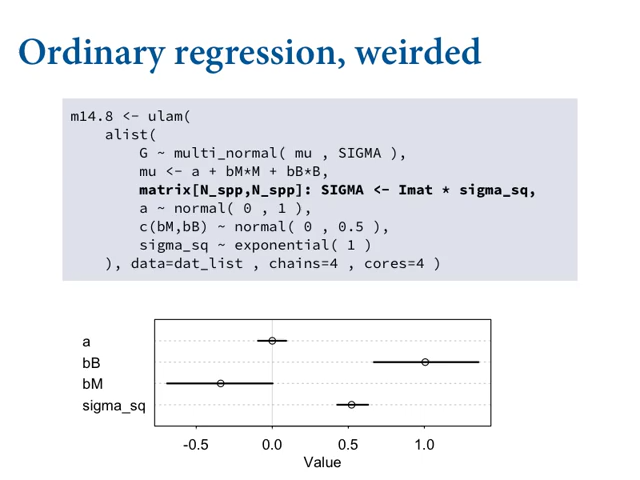 Ordinary regression, weirded
m14.8 <- ulam(
alist(
G ~ multi_normal( mu , SIGMA ),
mu <- a + bM*M + bB*B,
matrix[N_spp,N_spp]: SIGMA <- Imat * sigma_sq,
a ~ normal( 0 , 1 ),
c(bM,bB) ~ normal( 0 , 0.5 ),
sigma_sq ~ exponential( 1 )
), data=dat_list , chains=4 , cores=4 )
a
bB
bM
sigma_sq
-0.5 0.0 0.5 1.0
Value